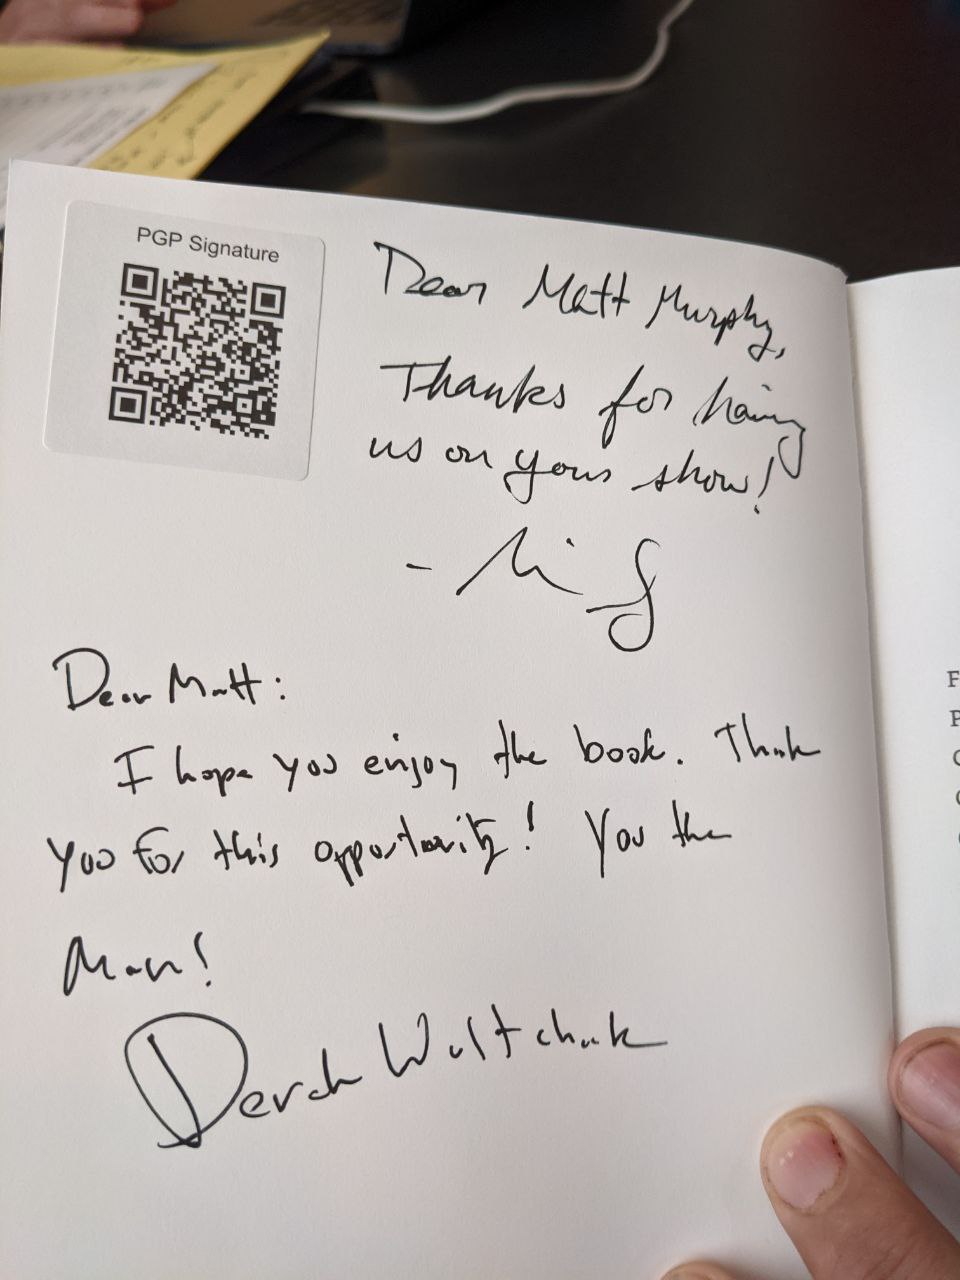 PGP Signature
Dear Matt Murphy,
Thanks for having
us on your show!
Dear Matt:
I hope you enjoy the book. Thank
you for this opportunity! You the
Man!
Derek Waltchuk
F
P